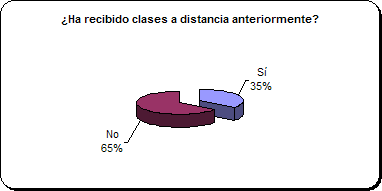 ¿Ha recibido clases a distancia anteriormente?
Sí
35%
No
65%